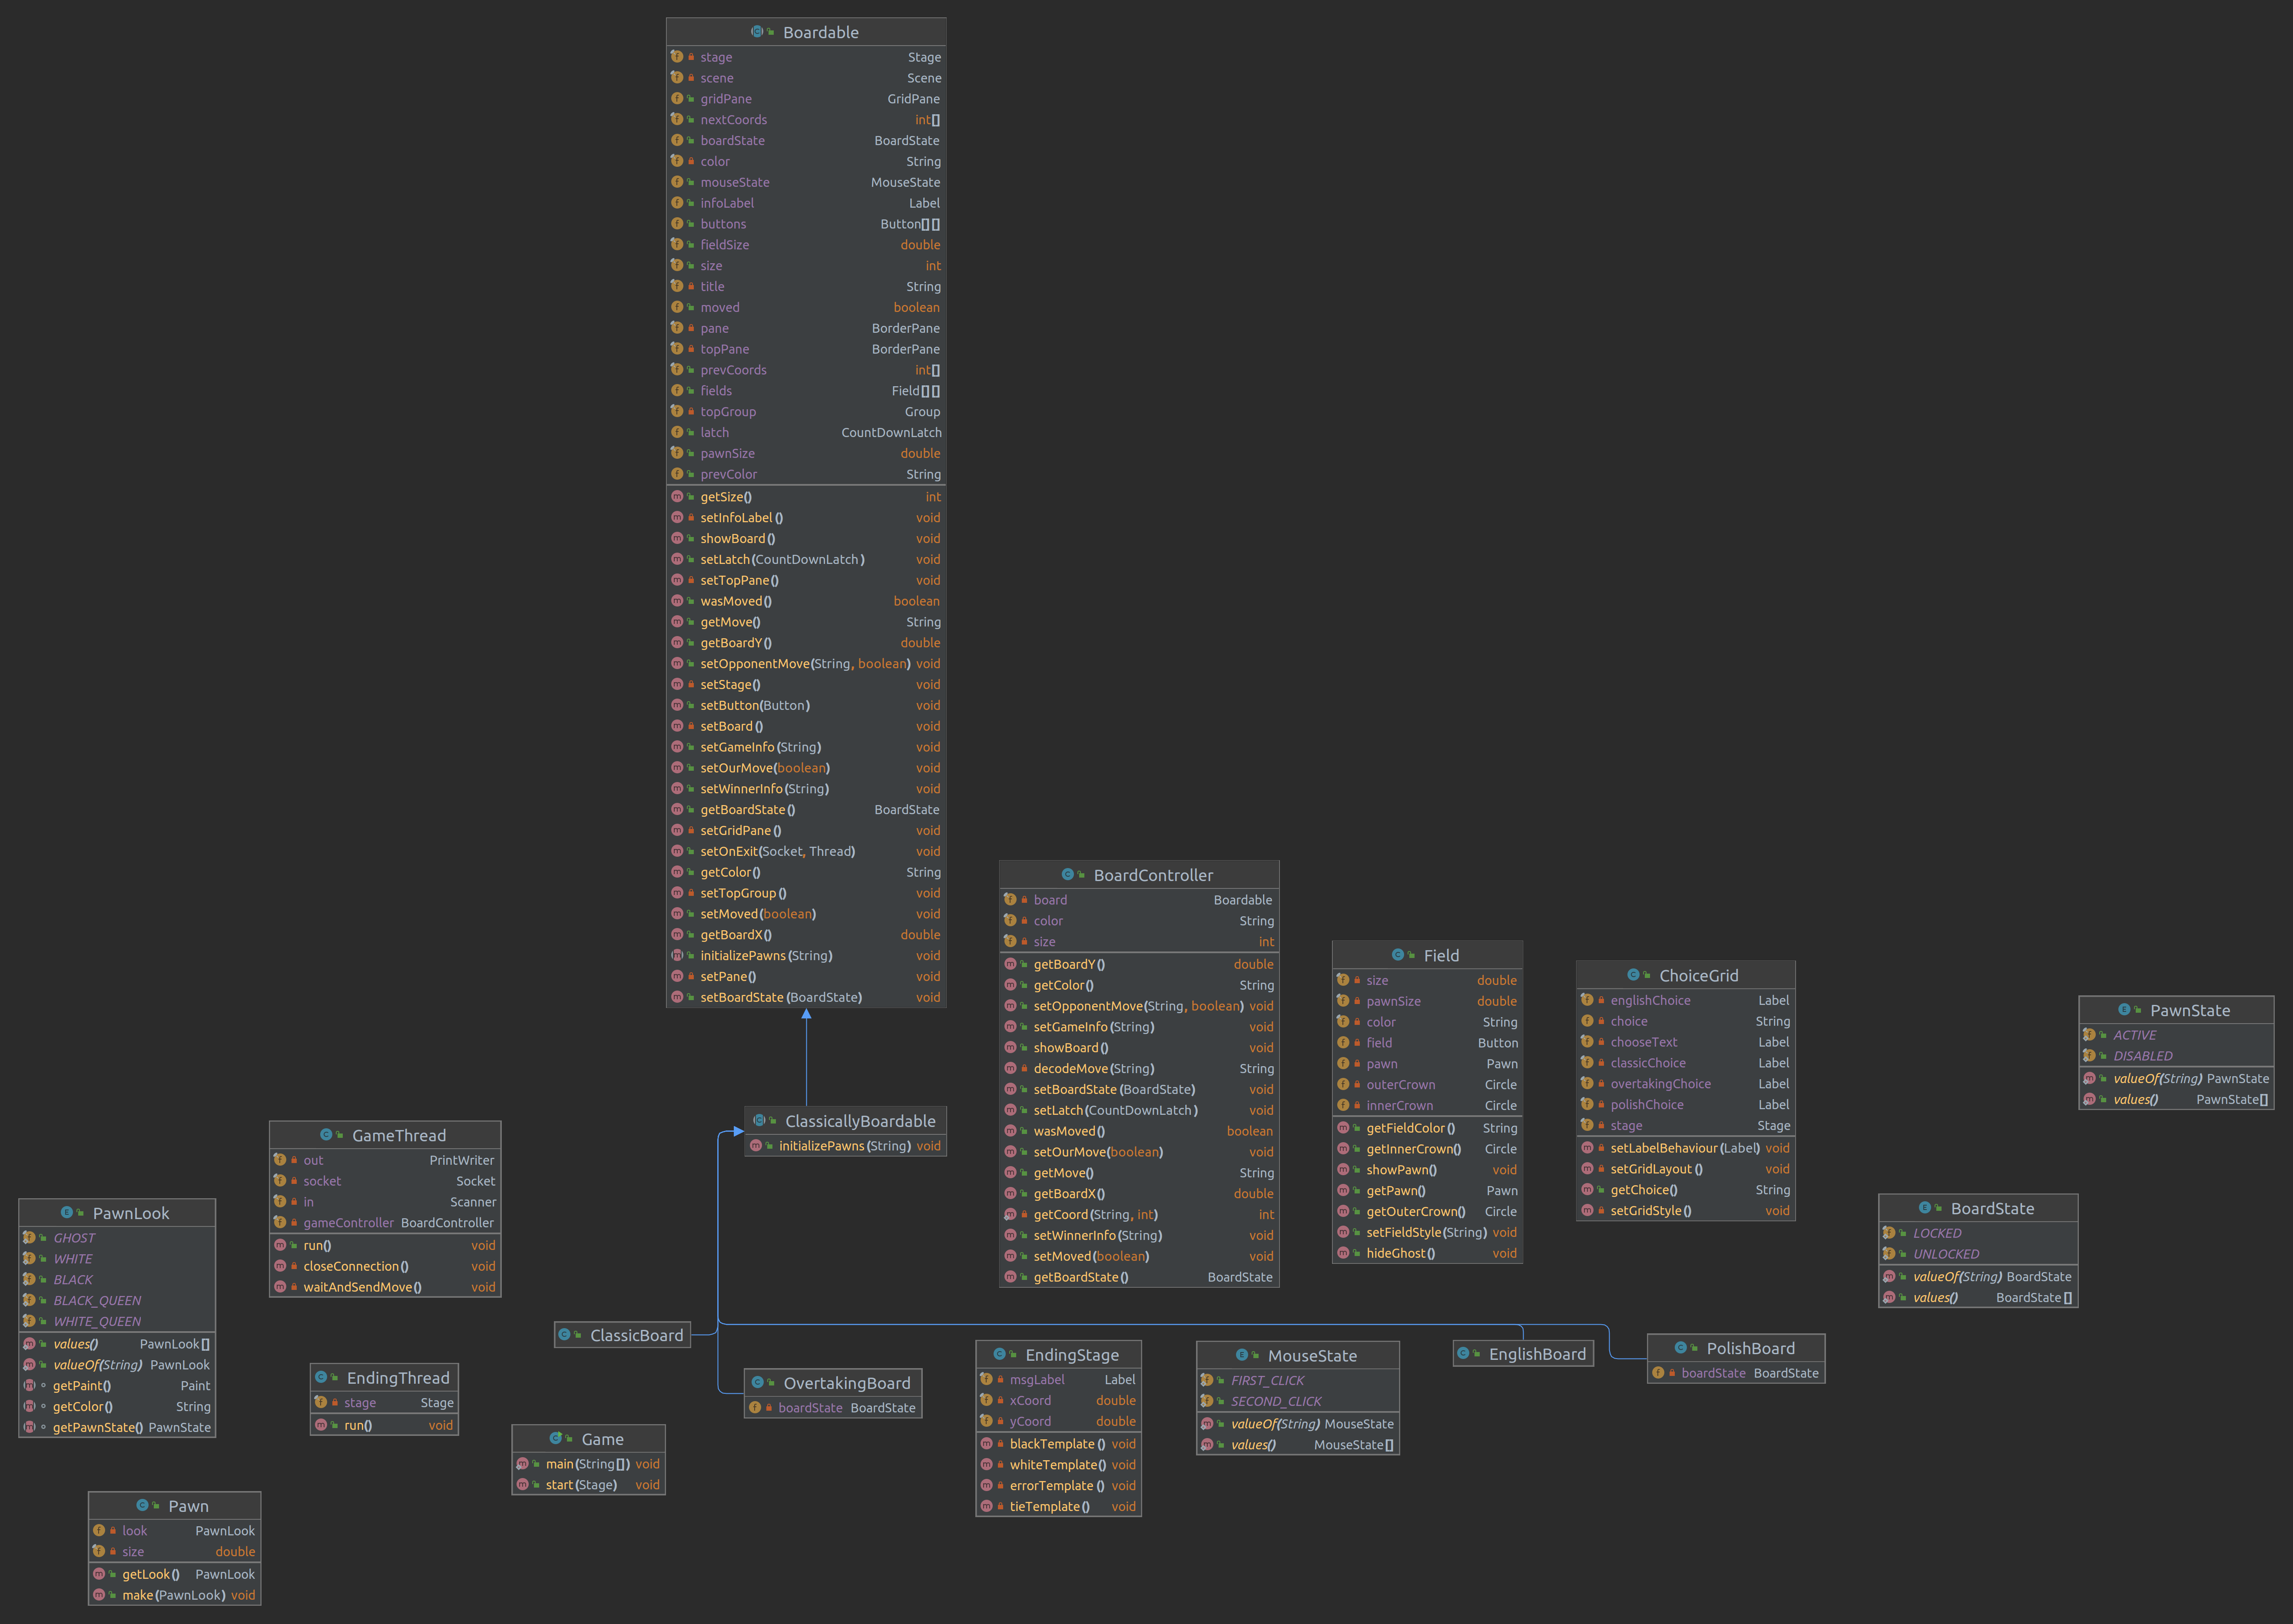 Boardable
stage Stage
scene Scene
gridPane GridPane
nextCoords int[]
boardState BoardState
color String
mouseState MouseState
infoLabel Label
buttons Button[][]
fieldSize double
size int
title String
moved boolean
pane BorderPane
topPane BorderPane
prevCoords int[]
fields Field[][]
topGroup Group
latch CountDownLatch
pawnSize double
prevColor String
getSize() int
setInfoLabel() void
showBoard() void
setLatch(CountDownLatch) void
setTopPane() void
wasMoved() boolean
getMove() String
getBoardY() double
setOpponentMove(String, boolean) void
setStage() void
setButton(Button) void
setBoard() void
setGameInfo(String) void
setOurMove(boolean) void
setWinnerInfo(String) void
getBoardState() BoardState
setGridPane() void
setOnExit(Socket, Thread) void
getColor() String
setTopGroup() void
setMoved(boolean) void
getBoardX() double
initializePawns(String) void
setPane() void
setBoardState(BoardState) void
BoardController
board Boardable
color String
size int
getBoardY() double
getColor() String
setOpponentMove(String, boolean) void
setGameInfo(String) void
showBoard() void
decodeMove(String) String
setBoardState(BoardState) void
setLatch(CountDownLatch) void
wasMoved() boolean
setOurMove(boolean) void
getMove() String
getBoardX() double
getCoord(String, int) int
setWinnerInfo(String) void
setMoved(boolean) void
getBoardState() BoardState
Field
size double
pawnSize double
color String
field Button
pawn Pawn
outerCrown Circle
innerCrown Circle
getFieldColor() String
getInnerCrown() Circle
showPawn() void
getPawn() Pawn
getOuterCrown() Circle
setFieldStyle(String) void
hideGhost() void
ChoiceGrid
englishChoice Label
choice String
chooseText Label
classicChoice Label
overtakingChoice Label
polishChoice Label
stage Stage
setLabelBehaviour(Label) void
setGridLayout() void
getChoice() String
setGridStyle() void
PawnState
ACTIVE
DISABLED
valueOf(String) PawnState
values() PawnState[]
ClassicallyBoardable
initializePawns(String) void
GameThread
out PrintWriter
socket Socket
in Scanner
gameController BoardController
run() void
closeConnection() void
waitAndSendMove() void
PawnLook
GHOST
WHITE
BLACK
BLACK_QUEEN
WHITE_QUEEN
values() PawnLook[]
valueOf(String) PawnLook
getPaint() Paint
getColor() String
getPawnState() PawnState
BoardState
LOCKED
UNLOCKED
valueOf(String) BoardState
values() BoardState[]
ClassicBoard
EndingThread
stage Stage
run() void
OvertakingBoard
boardState BoardState
EndingStage
msgLabel Label
xCoord double
yCoord double
blackTemplate() void
whiteTemplate() void
errorTemplate() void
tieTemplate() void
MouseState
FIRST_CLICK
SECOND_CLICK
valueOf(String) MouseState
values() MouseState[]
EnglishBoard
PolishBoard
boardState BoardState
Game
main(String[]) void
start(Stage) void
Pawn
look PawnLook
size double
getLook() PawnLook
make(PawnLook) void